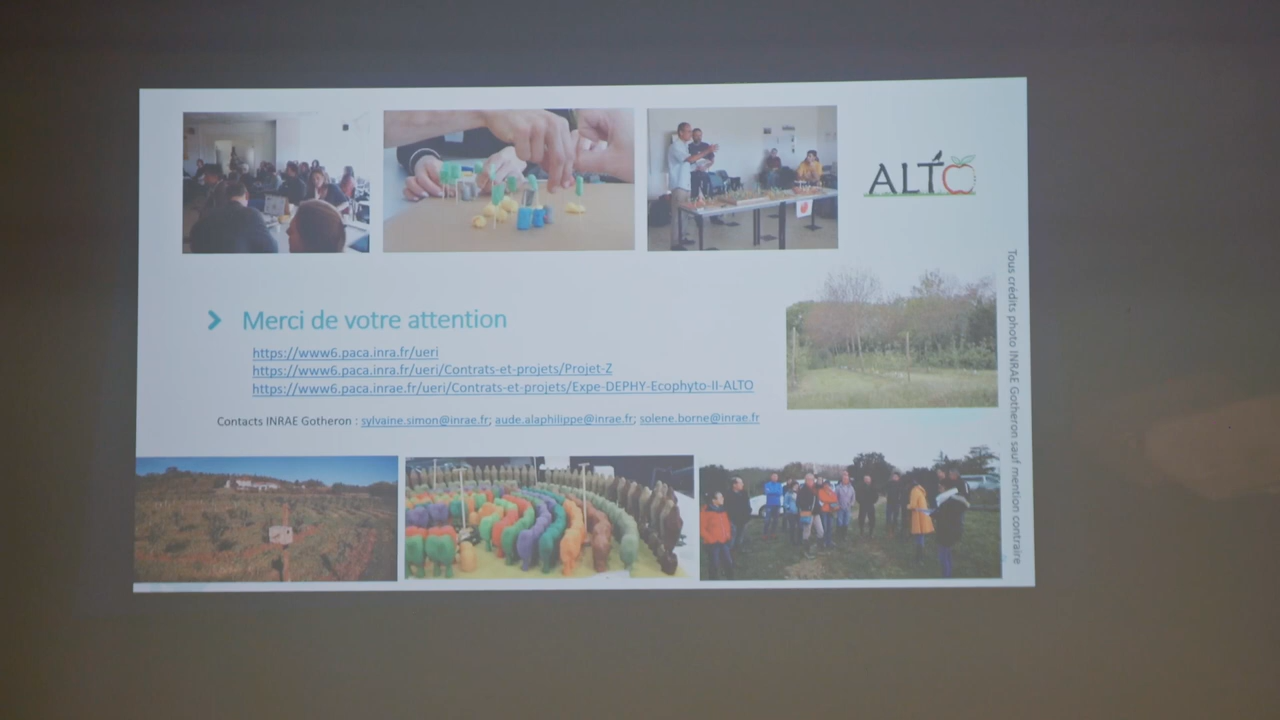 ALTO
Merci de votre attention
https://www6.paca.inra.fr/ueri
https://www6.paca.inra.fr/ueri/Contrats-et-projets/Projet-Z
https://www6.paca.inrae.fr/ueri/Contrats-et-projets/Expe-DEPHY-Ecophyto-II-ALTO
Contacts INRAE Gotheron : sylvaine.simon@inrae.fr; aude.alaphilippe@inrae.fr; solene.borne@inrae.fr
Tous crédits photo INRAE Gotheron sauf mention contraire